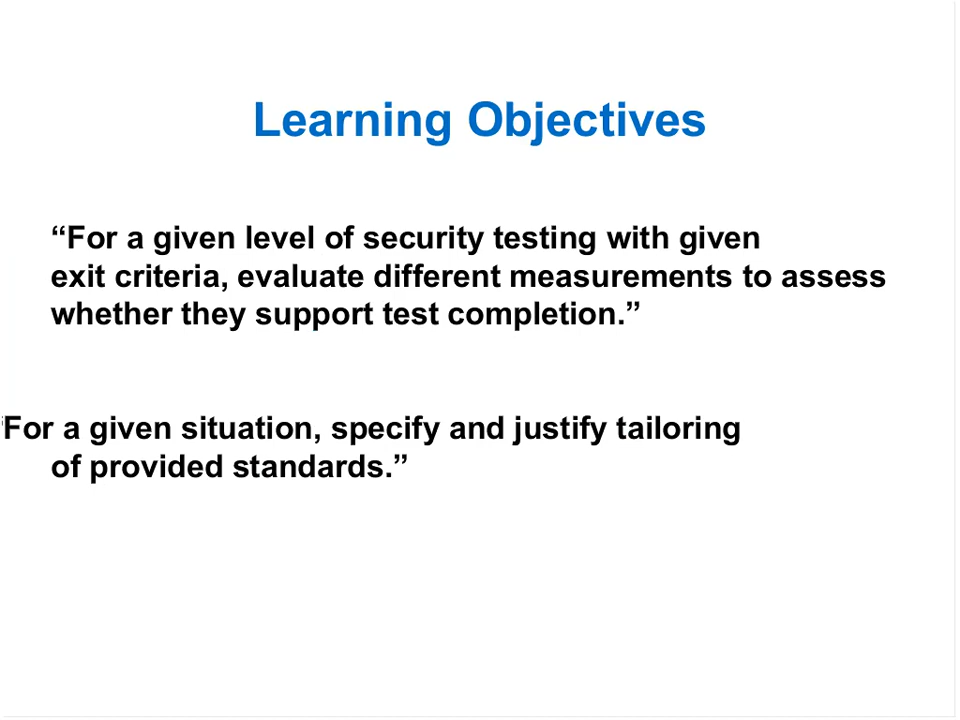 Learning Objectives
“For a given level of security testing with given
exit criteria, evaluate different measurements to assess
whether they support test completion.”
“For a given situation, specify and justify tailoring
of provided standards.”